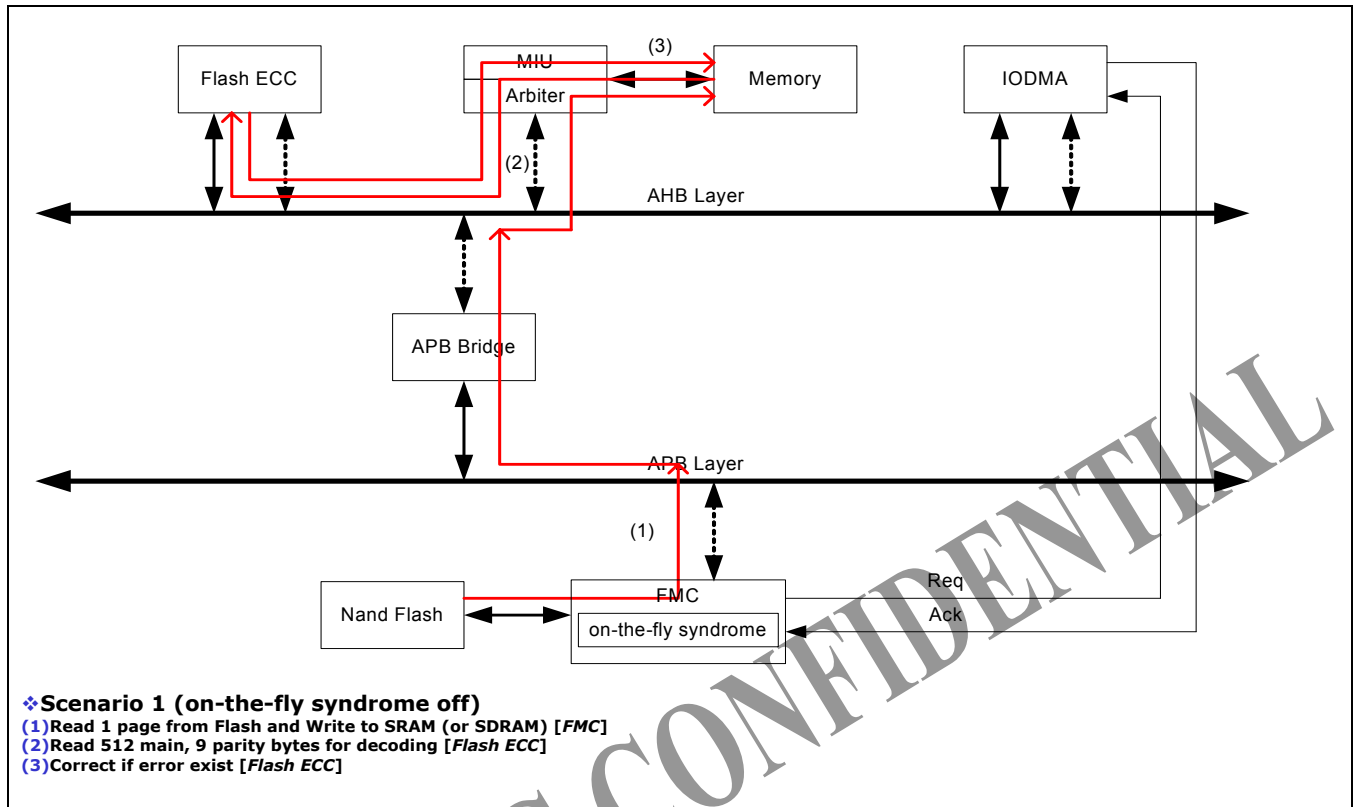 (3)
Flash ECC
MIU
Arbiter
Memory
IODMA
(2)
AHB Layer
APB Bridge
APB Layer
(1)
Nand Flash
FMC
on-the-fly syndrome
Req
Ack
❖Scenario 1 (on-the-fly syndrome off)
(1)Read 1 page from Flash and Write to SRAM (or SDRAM) [FMC]
(2)Read 512 main, 9 parity bytes for decoding [Flash ECC]
(3)Correct if error exist [Flash ECC]
CONFIDENTIAL